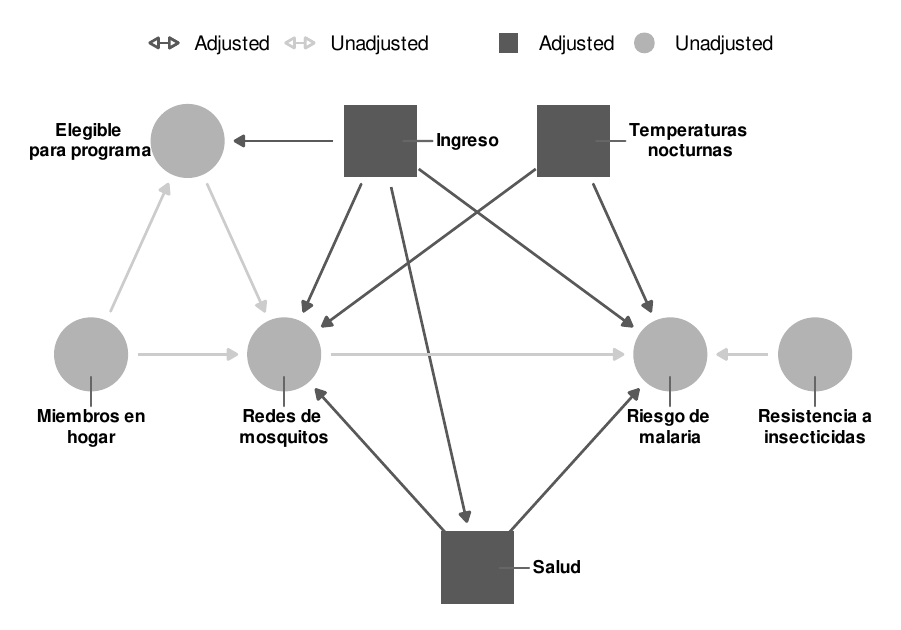 Adjusted
Unadjusted
Adjusted
Unadjusted
Elegible
para programa
Ingreso
Temperaturas
nocturnas
Miembros en
hogar
Redes de
mosquitos
Riesgo de
malaria
Resistencia a
insecticidas
Salud